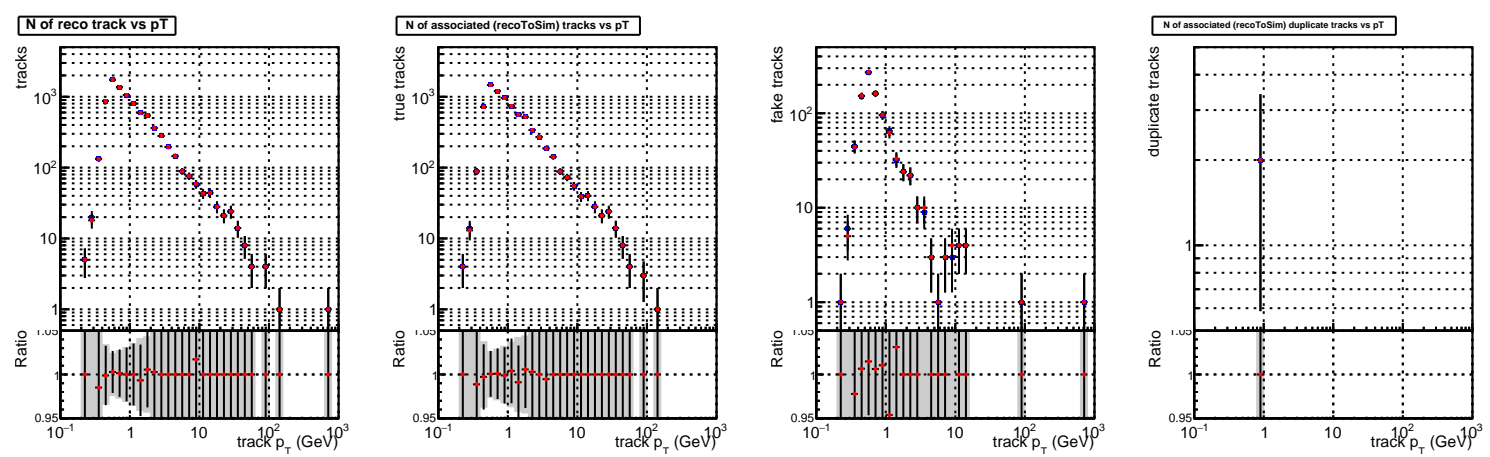 N of reco track vs pT
tracks
10³
10²
10
1
Ratio
1.05
1
0.95
10⁻¹ 1 10 10² 10³
track p_T (GeV)
N of associated (recoToSim) tracks vs pT
true tracks
10³
10²
10
1
Ratio
1.05
1
0.95
10⁻¹ 1 10 10² 10³
track p_T (GeV)
fake tracks
10²
10
1
Ratio
1.05
1
0.95
10⁻¹ 1 10 10² 10³
track p_T (GeV)
N of associated (recoToSim) duplicate tracks vs pT
duplicate tracks
1
Ratio
1.05
1
0.95
10⁻¹ 1 10 10² 10³
track p_T (GeV)